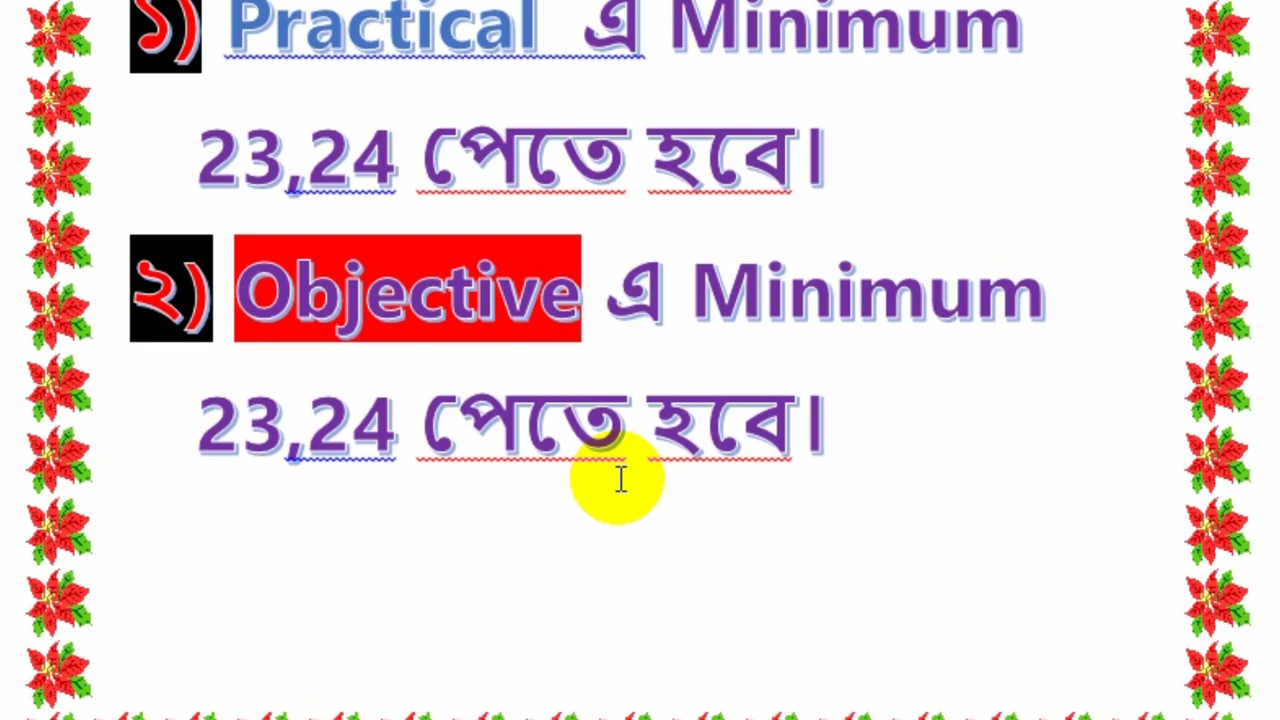 ১) Practical এ Minimum
23,24 পেতে হবে।
২) Objective এ Minimum
23,24 পেতে হবে।